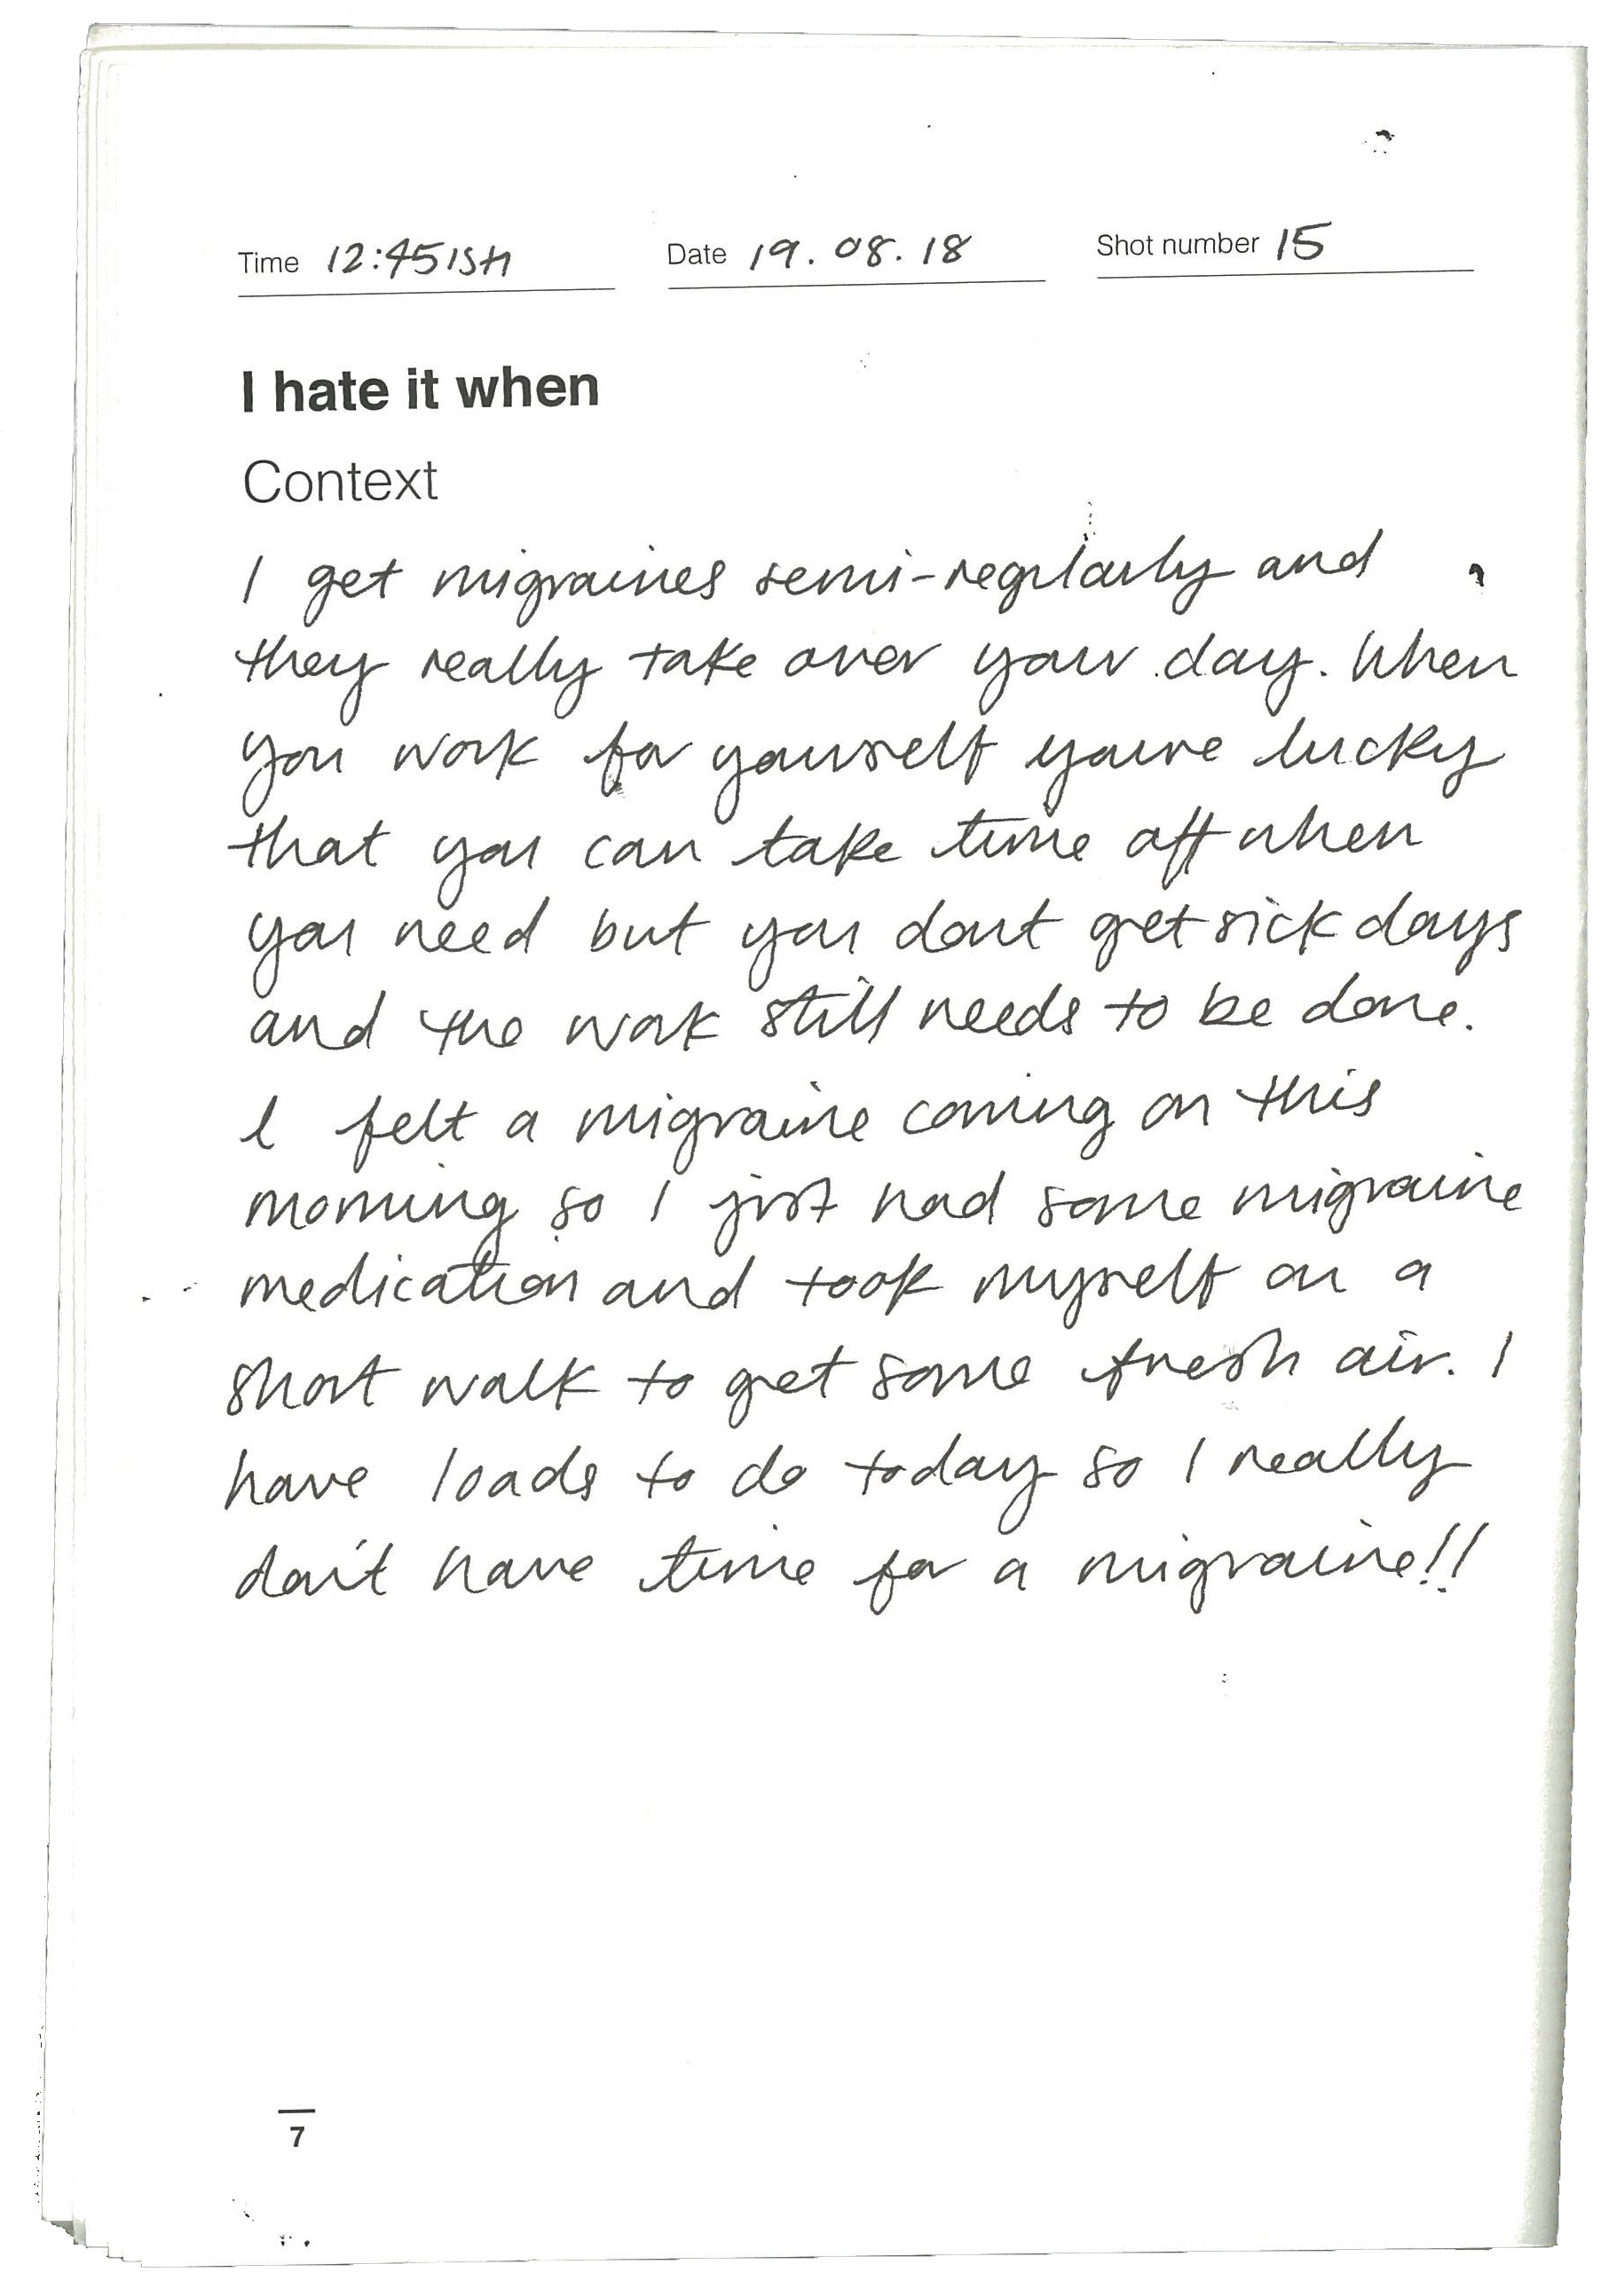 Time 12:45ISH Date 19.08.18 Shot number 15
I hate it when
Context
I get migraines semi-regularly and
they really take over your day. When
you work for yourself youre lucky
that you can take time off when
you need but you dont get sick days
and the work still needs to be done.
I felt a migraine coming on this
morning so I just had some migraine
medication and took myself on a
short walk to get some fresh air. I
have loads to do today so I really
don't have time for a migraine!!
7